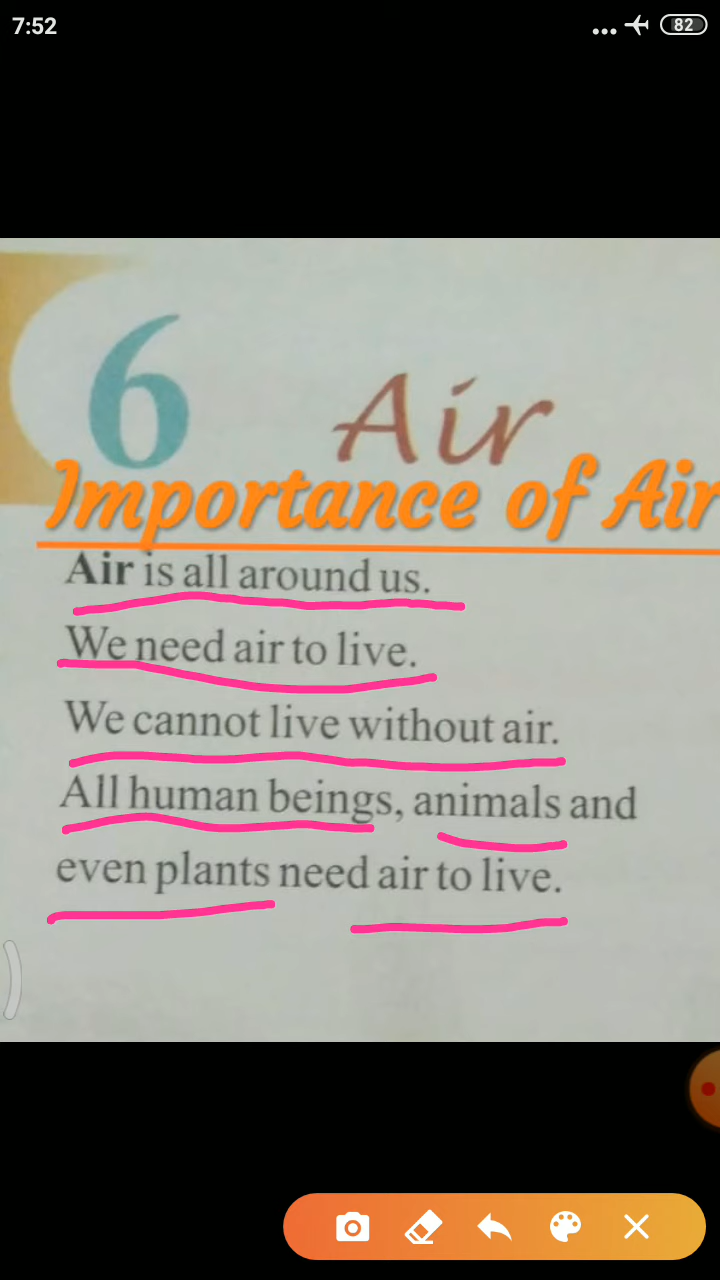 7:52
82
6
Air
Importance of Air
Air is all around us.
We need air to live.
We cannot live without air.
All human beings, animals and
even plants need air to live.